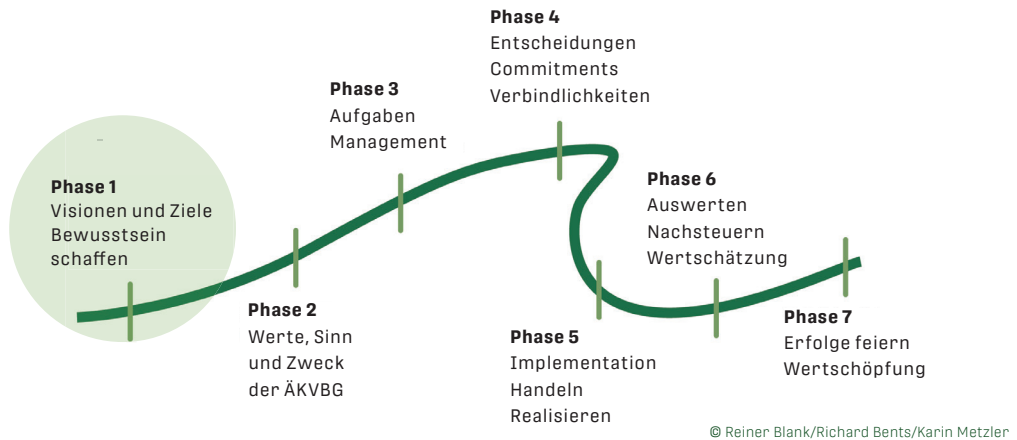 Phase 1
Visionen und Ziele
Bewusstsein
schaffen
Phase 2
Werte, Sinn
und Zweck
der ÄKVBG
Phase 3
Aufgaben
Management
Phase 4
Entscheidungen
Commitments
Verbindlichkeiten
Phase 5
Implementation
Handeln
Realisieren
Phase 6
Auswerten
Nachsteuern
Wertschätzung
Phase 7
Erfolge feiern
Wertschöpfung
© Reiner Blank/Richard Bents/Karin Metzler